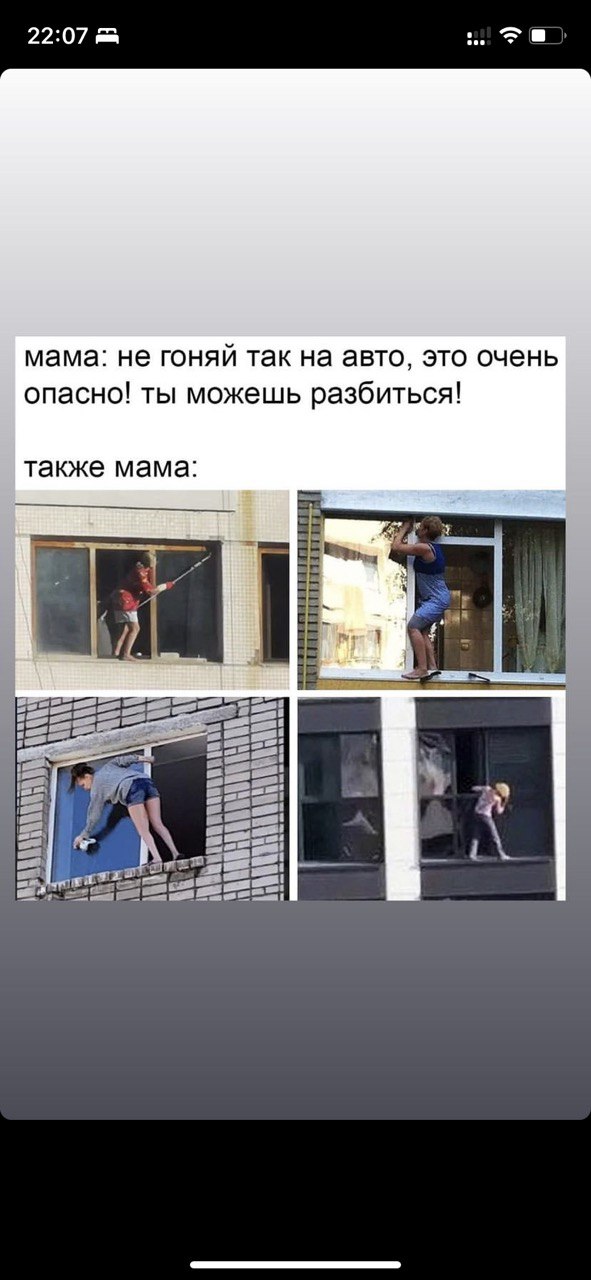 22:07
мама: не гоняй так на авто, это очень
опасно! ты можешь разбиться!
также мама: